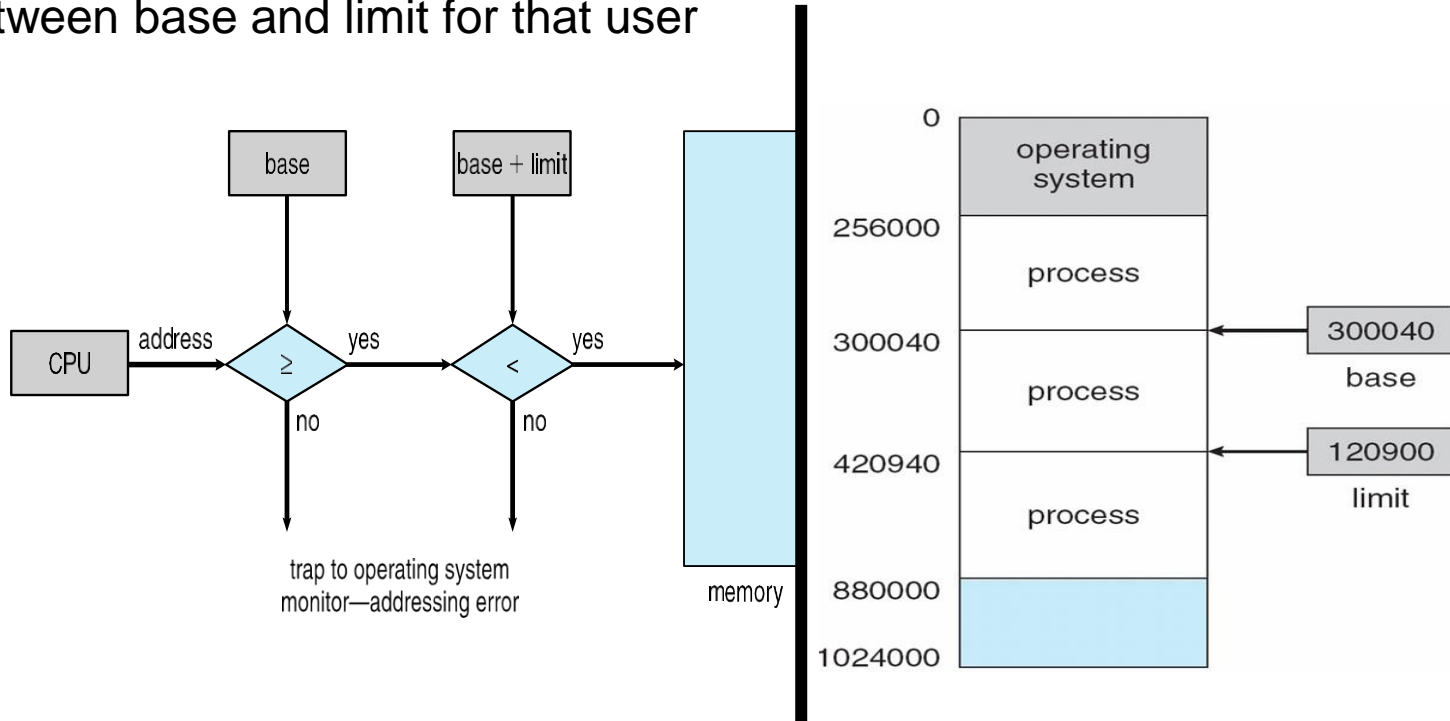 tween base and limit for that user
base
base + limit
CPU
address
≥
yes
<
yes
no
no
trap to operating system
monitor—addressing error
memory
0
operating
system
256000
process
300040
300040
base
process
420940
120900
limit
process
880000
1024000